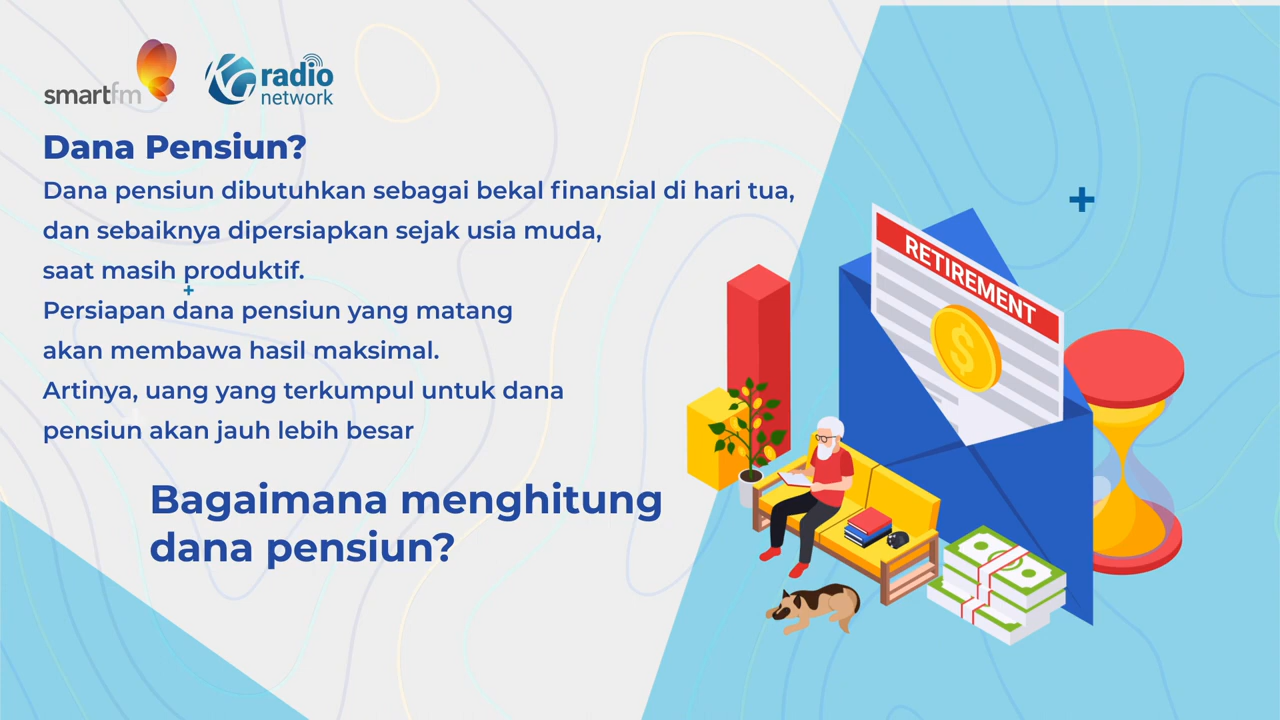 smartfm
KG radio
network
Dana Pensiun?
Dana pensiun dibutuhkan sebagai bekal finansial di hari tua,
dan sebaiknya dipersiapkan sejak usia muda,
saat masih produktif.
Persiapan dana pensiun yang matang
akan membawa hasil maksimal.
Artinya, uang yang terkumpul untuk dana
pensiun akan jauh lebih besar
Bagaimana menghitung
dana pensiun?
RETIREMENT
$